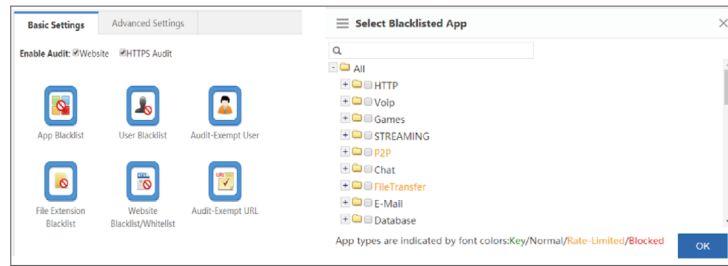 Basic Settings
Advanced Settings
Enable Audit: Website HTTPS Audit
App Blacklist
User Blacklist
Audit-Exempt User
File Extension
Blacklist
Website
Blacklist/Whitelist
Audit-Exempt URL
Select Blacklisted App
All
HTTP
VoIp
Games
STREAMING
P2P
Chat
FileTransfer
E-Mail
Database
App types are indicated by font colors:Key/Normal/Rate-Limited/Blocked
OK